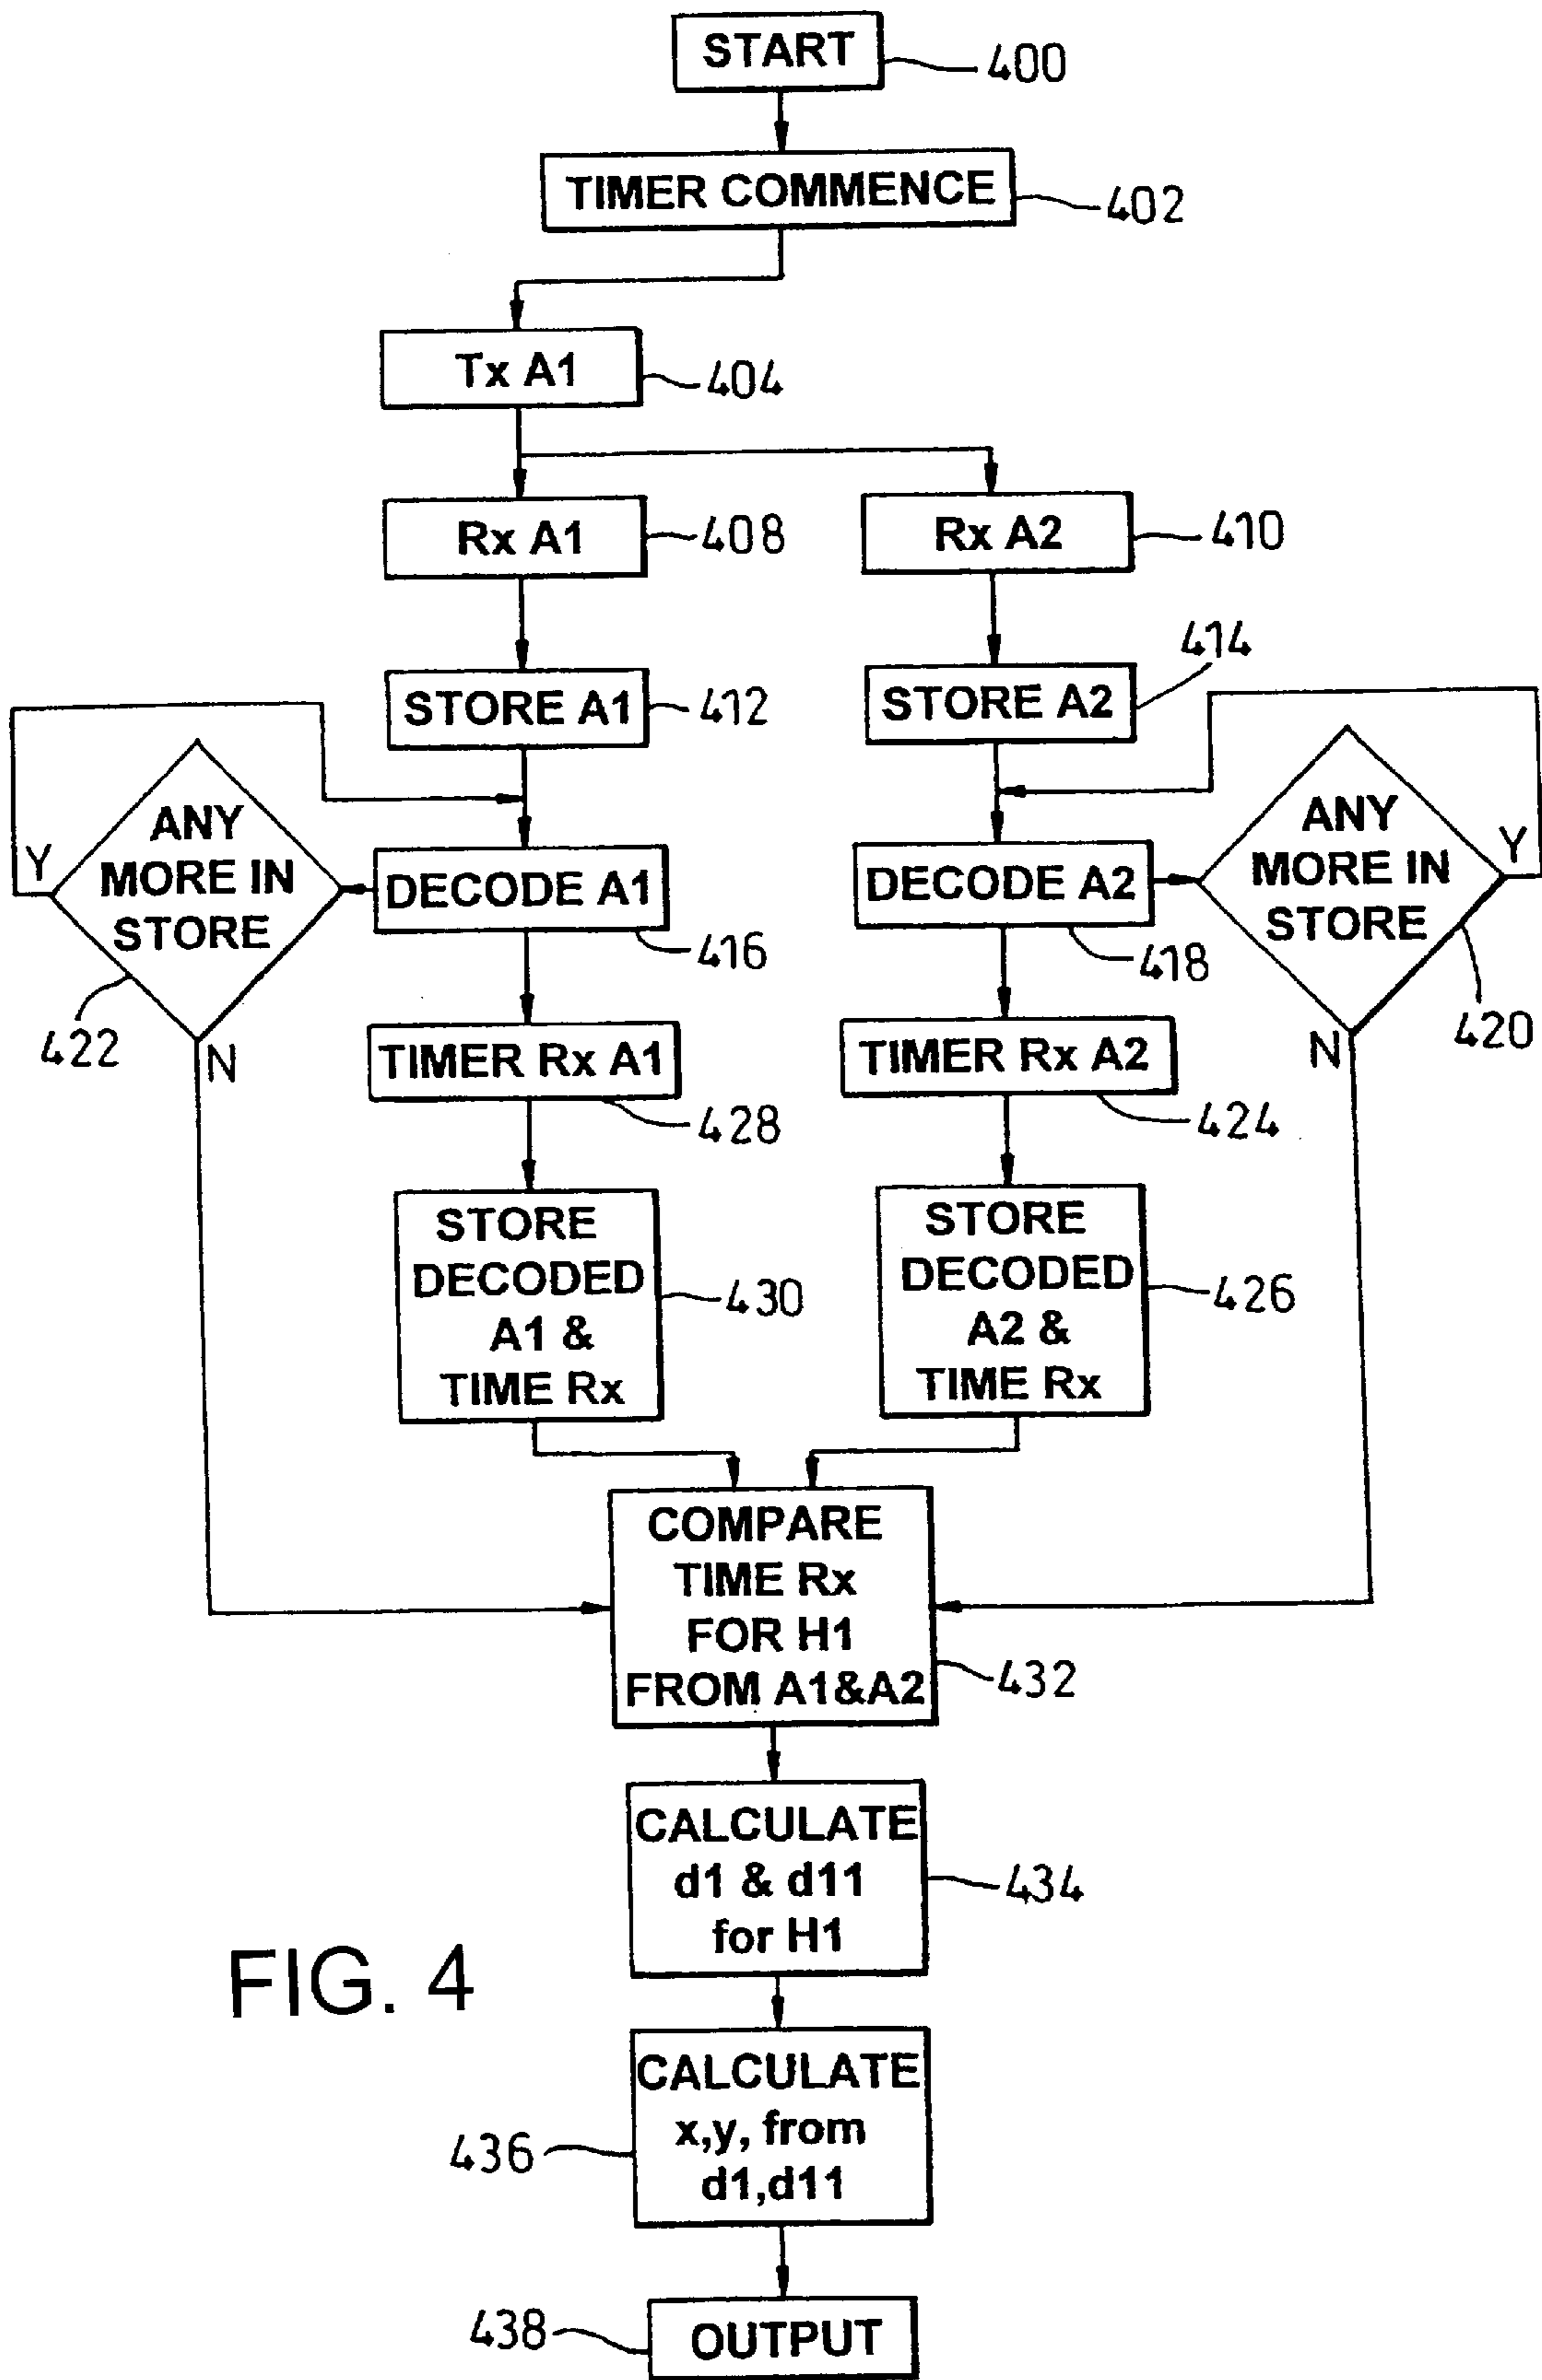 START
400
TIMER COMMENCE
402
Tx A1
404
Rx A1
408
Rx A2
410
STORE A1
412
STORE A2
414
ANY
MORE IN
STORE
Y
N
422
DECODE A1
416
DECODE A2
418
ANY
MORE IN
STORE
Y
N
420
TIMER Rx A1
428
TIMER Rx A2
424
STORE
DECODED
A1 &
TIME Rx
430
STORE
DECODED
A2 &
TIME Rx
426
COMPARE
TIME Rx
FOR H1
FROM A1&A2
432
CALCULATE
d1 & d11
for H1
434
FIG. 4
CALCULATE
x,y, from
d1,d11
436
OUTPUT
438